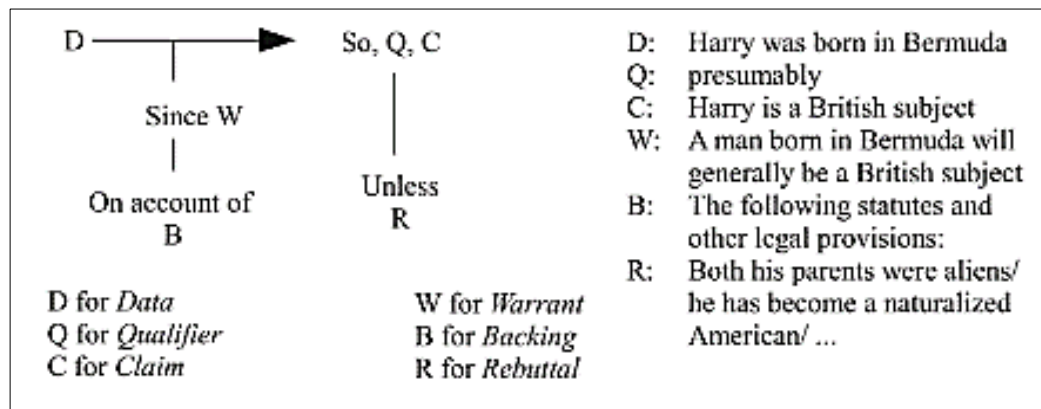 D
So, Q, C
Since W
On account of
B
Unless
R
D for Data
Q for Qualifier
C for Claim
W for Warrant
B for Backing
R for Rebuttal
D: Harry was born in Bermuda
Q: presumably
C: Harry is a British subject
W: A man born in Bermuda will
generally be a British subject
B: The following statutes and
other legal provisions:
R: Both his parents were aliens/
he has become a naturalized
American/ ...